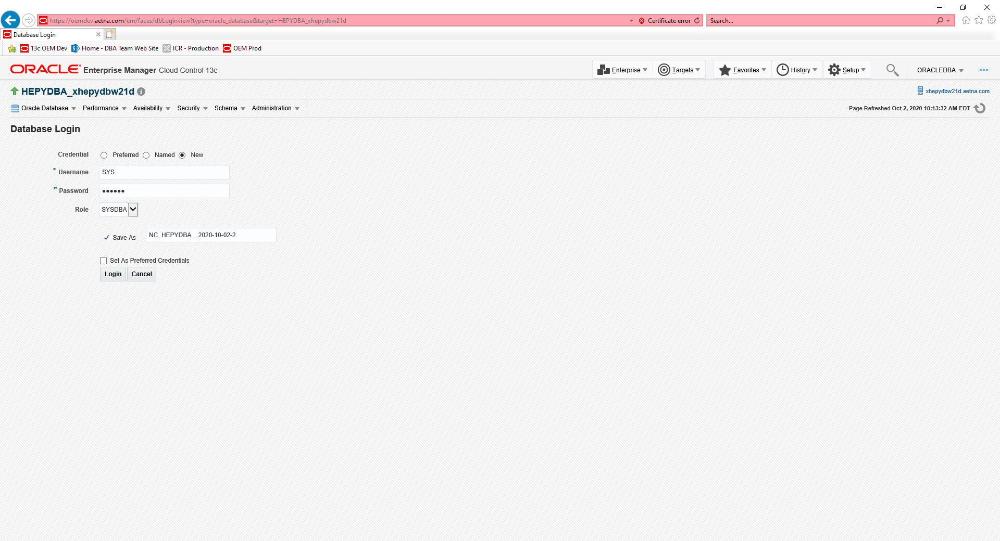 https://oemdev.aetna.com/em/faces/dbLoginview?type=oracle_database&target=HEPYDBA_xhepydbw21d
Certificate error
Search...
Database Login
13c OEM Dev
Home - DBA Team Web Site
ICR - Production
OEM Prod
ORACLE Enterprise Manager Cloud Control 13c
Enterprise
Targets
Favorites
History
Setup
ORACLEDBA
HEPYDBA_xhepydbw21d
xhepydbw21d.aetna.com
Oracle Database
Performance
Availability
Security
Schema
Administration
Page Refreshed Oct 2, 2020 10:13:32 AM EDT
Database Login
Credential
Preferred
Named
New
* Username
SYS
* Password
••••••
Role
SYSDBA
Save As
NC_HEPYDBA__2020-10-02-2
Set As Preferred Credentials
Login
Cancel